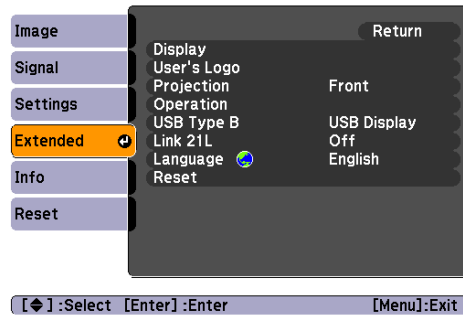 Image
Signal
Settings
Extended
Info
Reset
Return
Display
User's Logo
Projection Front
Operation
USB Type B USB Display
Link 21L Off
Language English
Reset
[◆] :Select [Enter] :Enter [Menu]:Exit